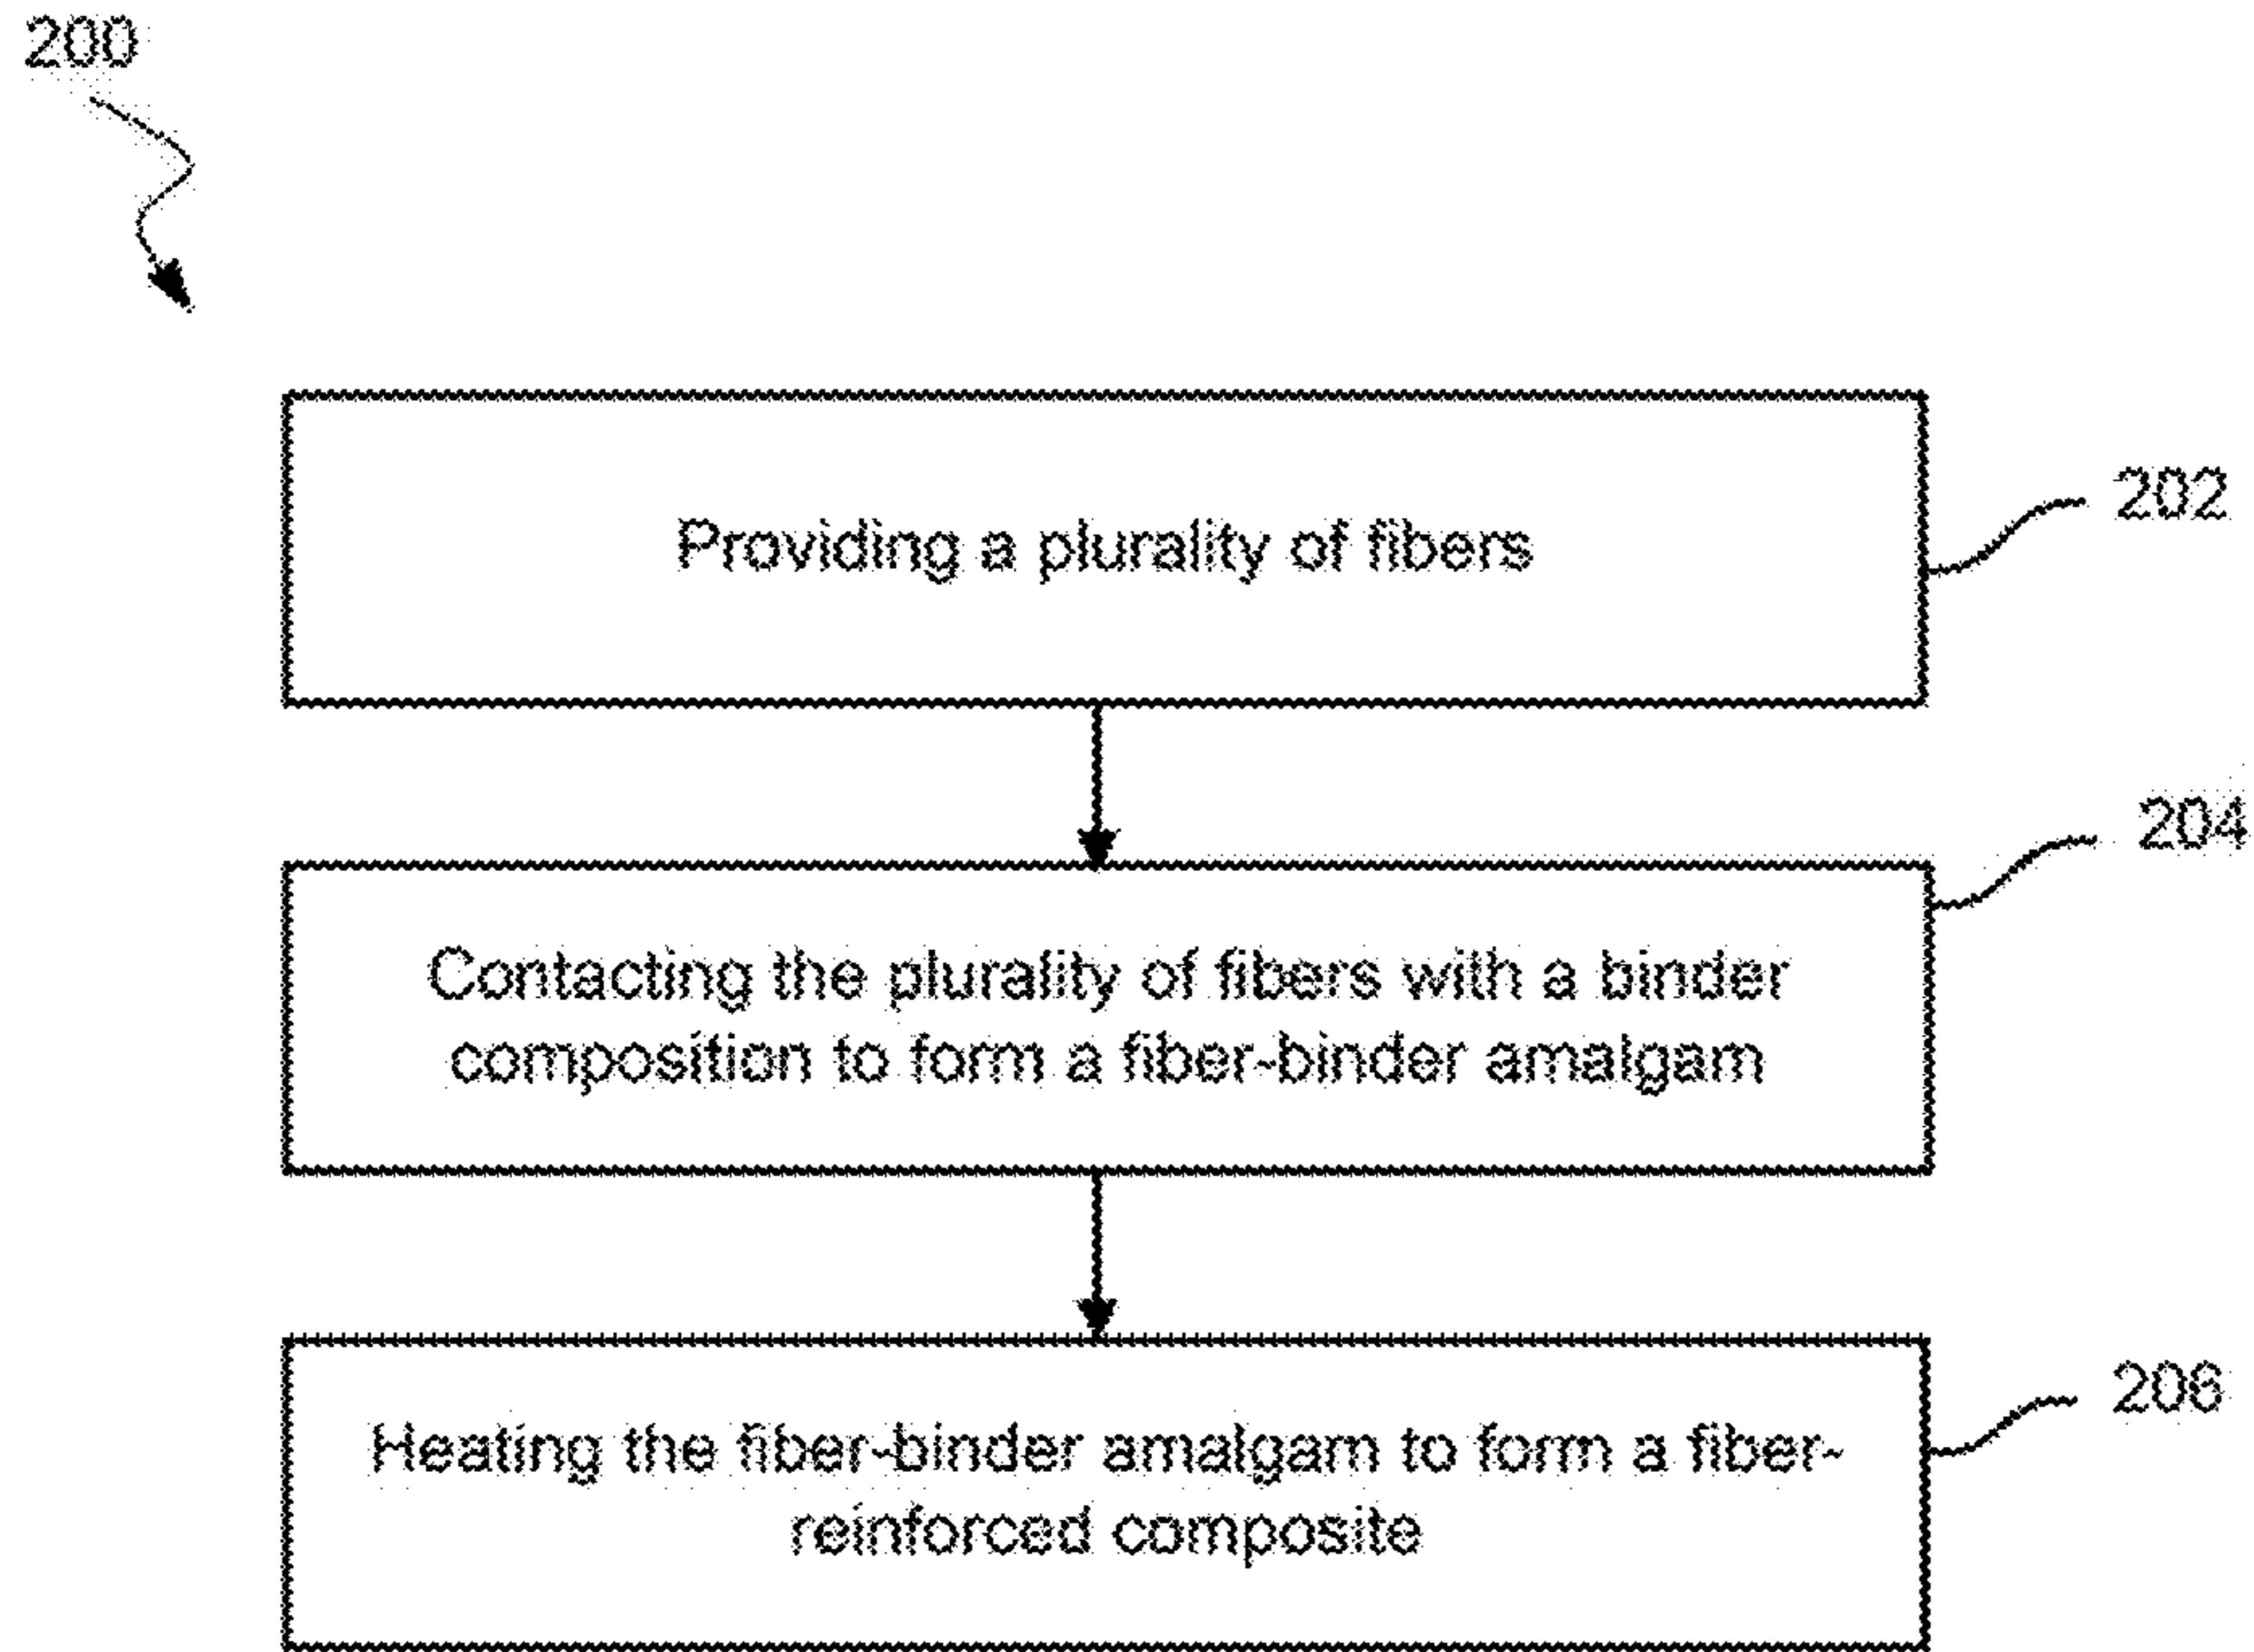 200
Providing a plurality of fibers
202
204
Contacting the plurality of fibers with a binder
composition to form a fiber-binder amalgam
206
Heating the fiber-binder amalgam to form a fiber-
reinforced composite